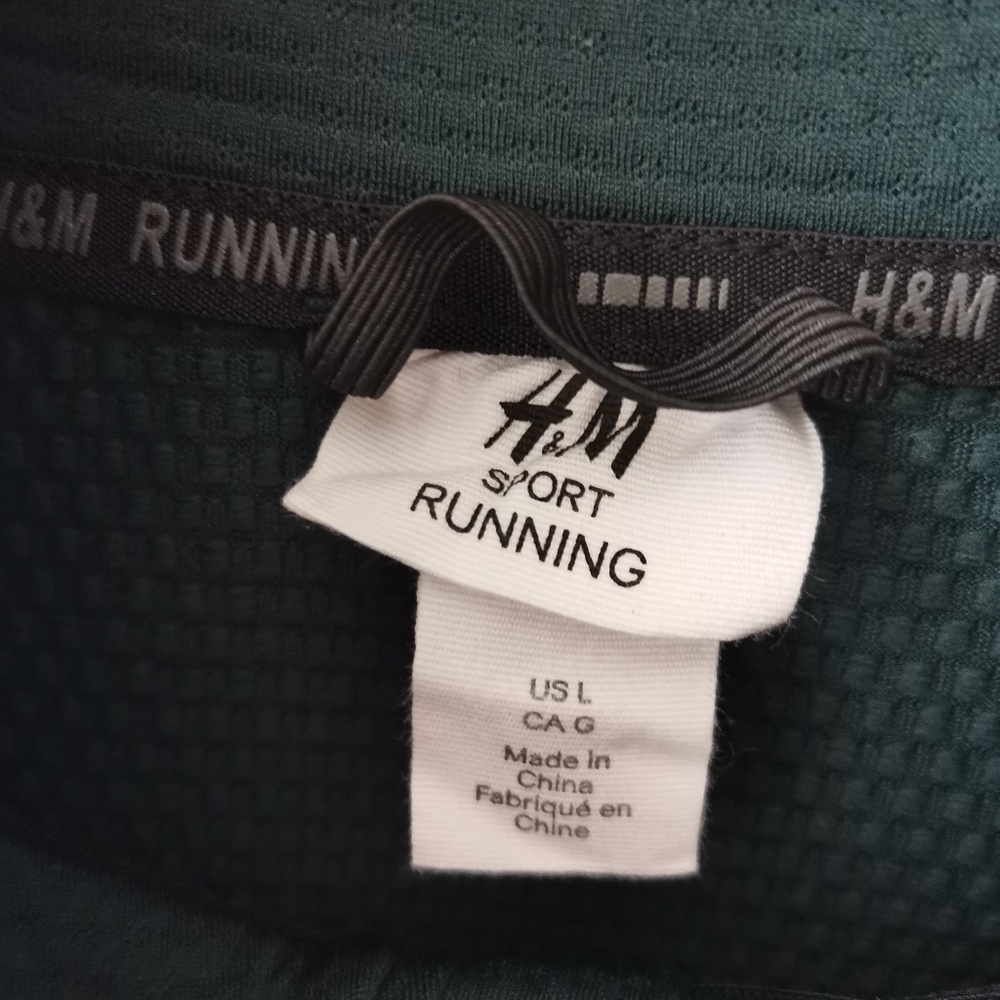 H&M RUNNIN H&M
H&M
SPORT
RUNNING
US L
CA G
Made in
China
Fabriqué en
Chine